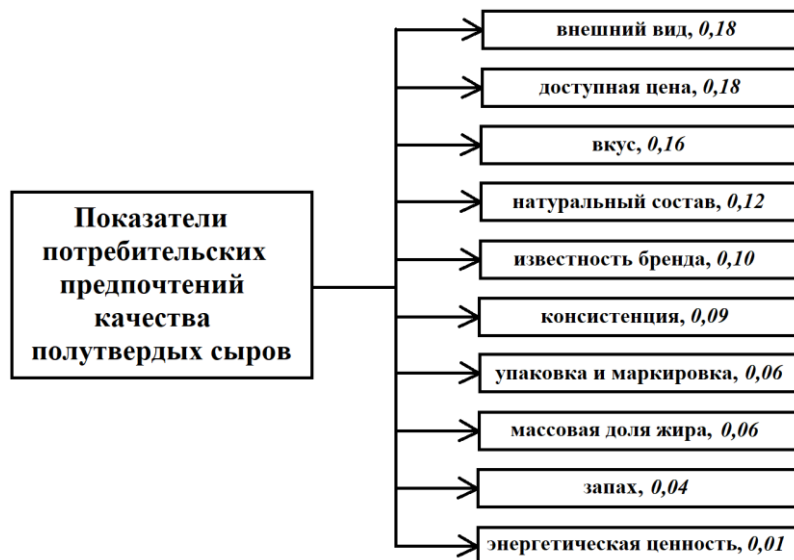 Показатели
потребительских
предпочтений
качества
полутвердых сыров
внешний вид, 0,18
доступная цена, 0,18
вкус, 0,16
натуральный состав, 0,12
известность бренда, 0,10
консистенция, 0,09
упаковка и маркировка, 0,06
массовая доля жира, 0,06
запах, 0,04
энергетическая ценность, 0,01